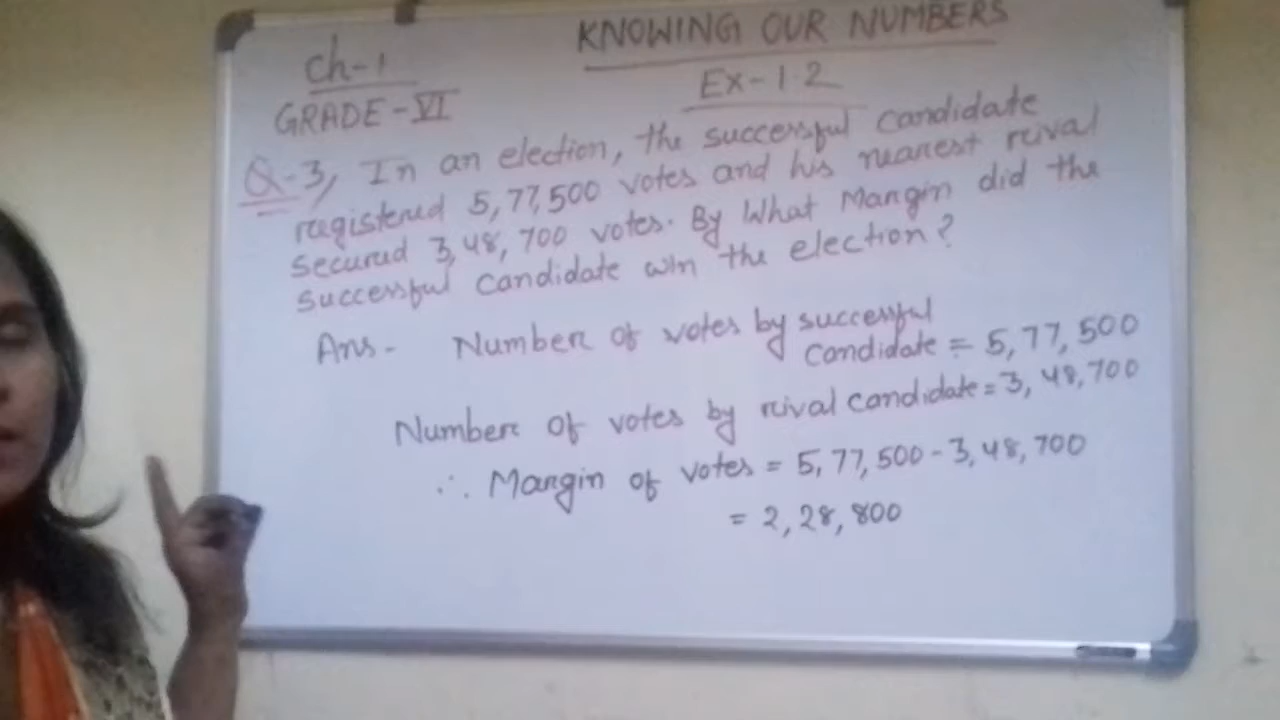 Ch-1
KNOWING OUR NUMBERS
GRADE-VI
Ex-1.2
Q-3, In an election, the successful candidate
registered 5,77,500 votes and his nearest rival
secured 3,48,700 votes. By What Margin did the
successful candidate win the election?
Ans- Number of votes by successful
candidate = 5,77,500
Number of votes by rival candidate = 3,48,700
∴ Margin of votes = 5,77,500 - 3,48,700
= 2,28,800